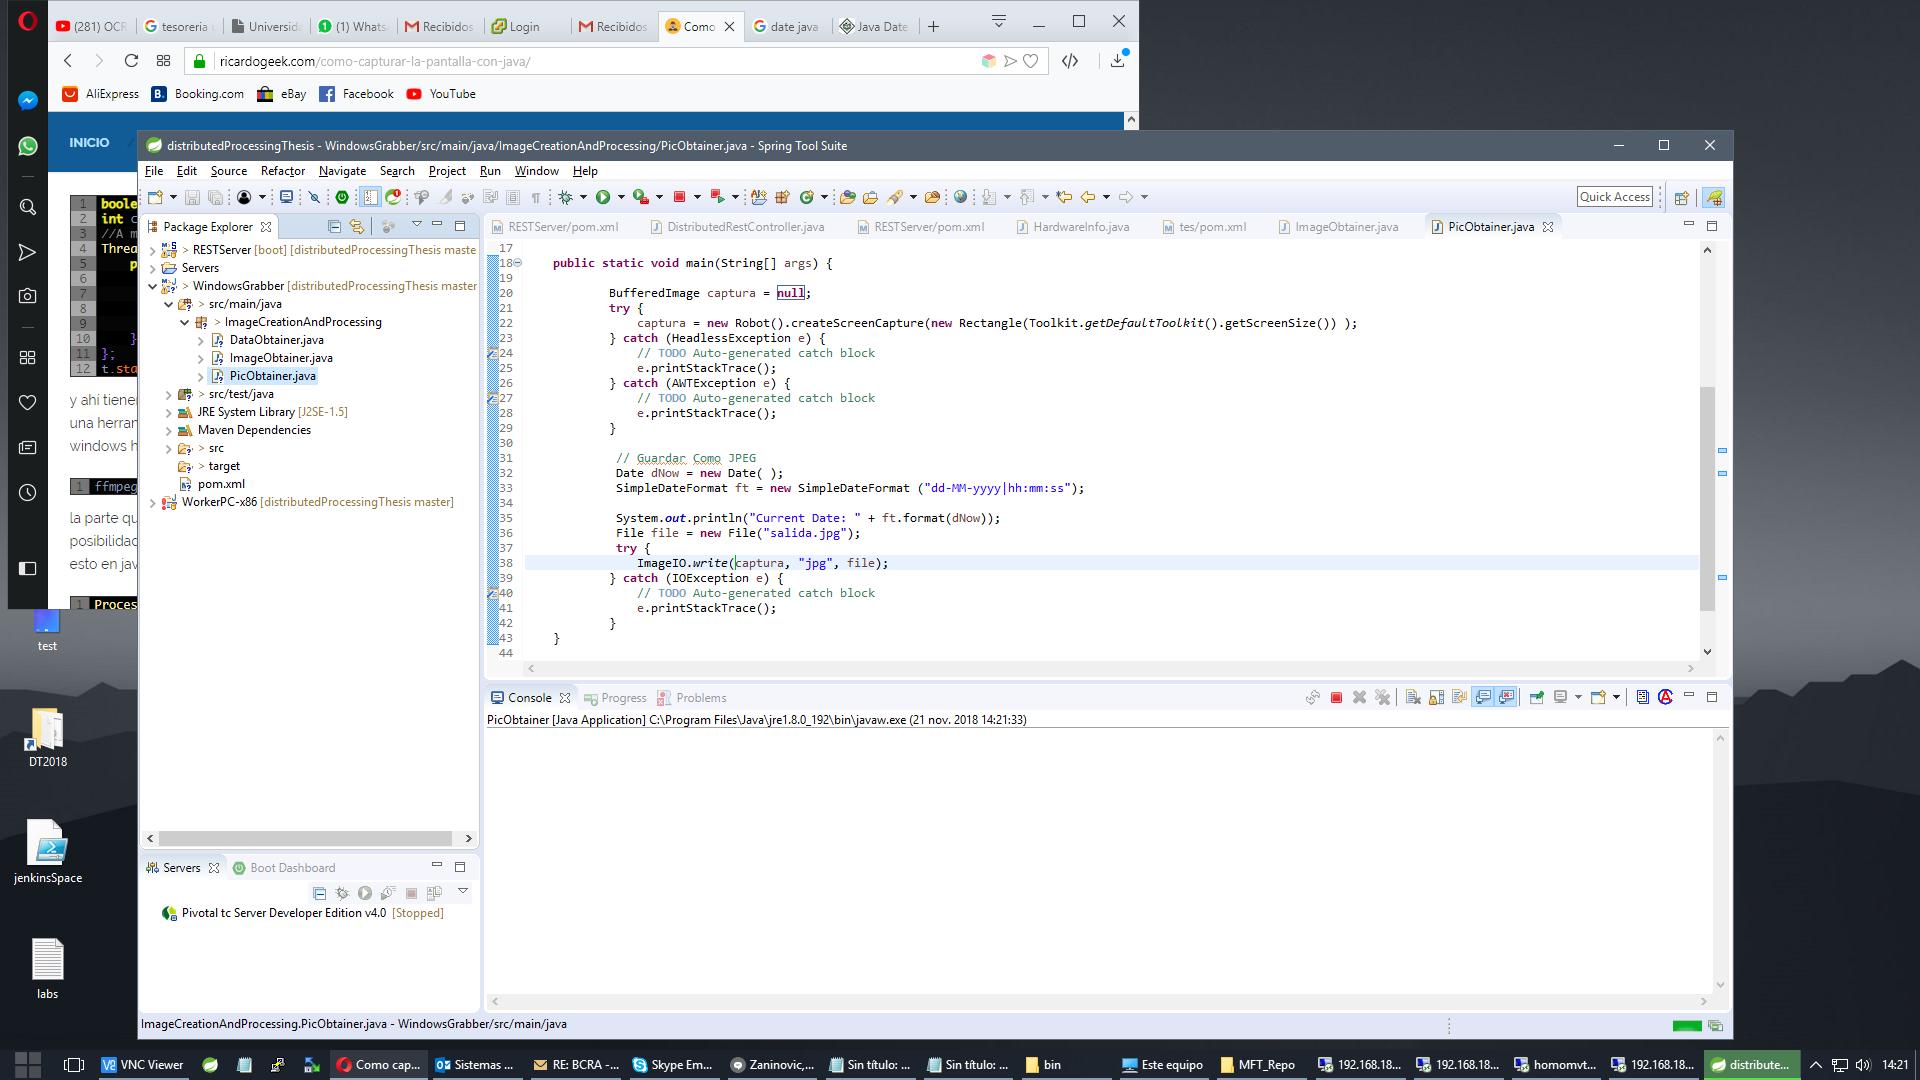 (281) OCR
tesoreria u
Universida
(1) Whats
Recibidos
Login
Recibidos
Como
date java
Java Date
ricardogeek.com/como-capturar-la-pantalla-con-java/
AliExpress
Booking.com
eBay
Facebook
YouTube
INICIO
1 boole
2 int c
3 //A m
4 Threa
5 p
6
7
8
9
10 }
11 };
12 t.sta
y ahí tiene
una herrar
windows h
1 ffmpeg
la parte qu
posibilidac
esto en jav
1 Process
distributedProcessingThesis - WindowsGrabber/src/main/java/ImageCreationAndProcessing/PicObtainer.java - Spring Tool Suite
File Edit Source Refactor Navigate Search Project Run Window Help
Quick Access
Package Explorer
> RESTServer [boot] [distributedProcessingThesis maste
Servers
> WindowsGrabber [distributedProcessingThesis master
> src/main/java
> ImageCreationAndProcessing
DataObtainer.java
ImageObtainer.java
PicObtainer.java
> src/test/java
JRE System Library [J2SE-1.5]
Maven Dependencies
> src
> target
pom.xml
> WorkerPC-x86 [distributedProcessingThesis master]
RESTServer/pom.xml
DistributedRestController.java
RESTServer/pom.xml
HardwareInfo.java
tes/pom.xml
ImageObtainer.java
PicObtainer.java
17
18 public static void main(String[] args) {
19
20 BufferedImage captura = null;
21 try {
22 captura = new Robot().createScreenCapture(new Rectangle(Toolkit.getDefaultToolkit().getScreenSize()) );
23 } catch (HeadlessException e) {
24 // TODO Auto-generated catch block
25 e.printStackTrace();
26 } catch (AWTException e) {
27 // TODO Auto-generated catch block
28 e.printStackTrace();
29 }
30
31 // Guardar Como JPEG
32 Date dNow = new Date( );
33 SimpleDateFormat ft = new SimpleDateFormat ("dd-MM-yyyy|hh:mm:ss");
34
35 System.out.println("Current Date: " + ft.format(dNow));
36 File file = new File("salida.jpg");
37 try {
38 ImageIO.write(captura, "jpg", file);
39 } catch (IOException e) {
40 // TODO Auto-generated catch block
41 e.printStackTrace();
42 }
43 }
44
Console
Progress
Problems
PicObtainer [Java Application] C:\Program Files\Java\jre1.8.0_192\bin\javaw.exe (21 nov. 2018 14:21:33)
Servers
Boot Dashboard
Pivotal tc Server Developer Edition v4.0 [Stopped]
ImageCreationAndProcessing.PicObtainer.java - WindowsGrabber/src/main/java
test
DT2018
jenkinsSpace
labs
VNC Viewer
Como cap...
Sistemas ...
RE: BCRA -...
Skype Em...
Zaninovic,...
Sin título: ...
Sin título: ...
bin
Este equipo
MFT_Repo
192.168.18...
192.168.18...
homomvt...
192.168.18...
distribute...
14:21